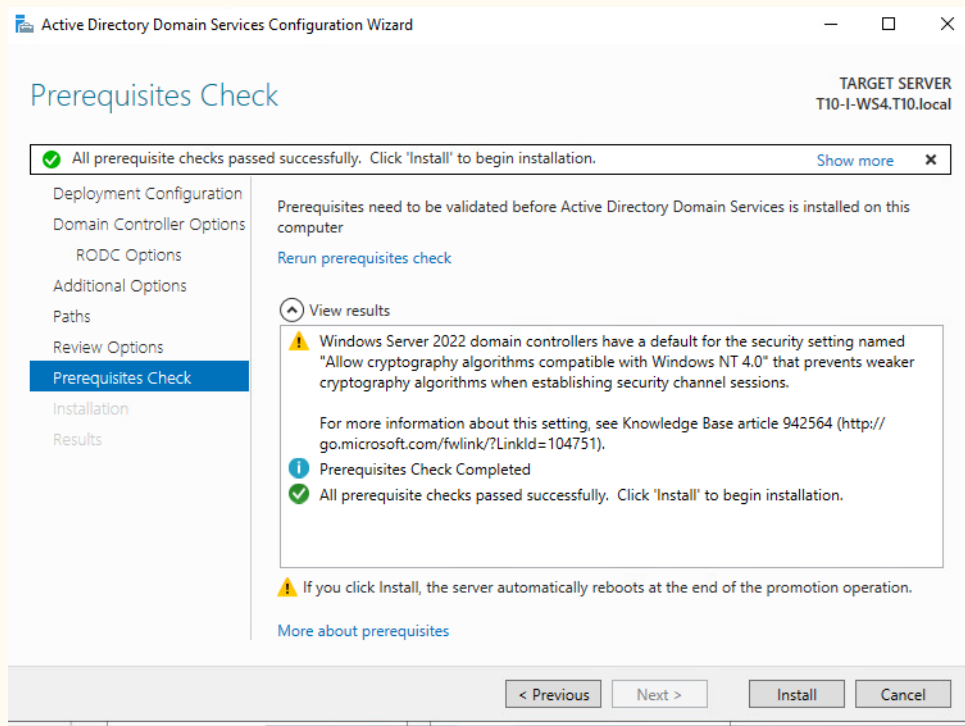 Active Directory Domain Services Configuration Wizard
Prerequisites Check
TARGET SERVER
T10-I-WS4.T10.local
All prerequisite checks passed successfully.  Click 'Install' to begin installation.
Show more
Deployment Configuration
Domain Controller Options
RODC Options
Additional Options
Paths
Review Options
Prerequisites Check
Installation
Results
Prerequisites need to be validated before Active Directory Domain Services is installed on this
computer
Rerun prerequisites check
View results
Windows Server 2022 domain controllers have a default for the security setting named
"Allow cryptography algorithms compatible with Windows NT 4.0" that prevents weaker
cryptography algorithms when establishing security channel sessions.
For more information about this setting, see Knowledge Base article 942564 (http://
go.microsoft.com/fwlink/?LinkId=104751).
Prerequisites Check Completed
All prerequisite checks passed successfully.  Click 'Install' to begin installation.
If you click Install, the server automatically reboots at the end of the promotion operation.
More about prerequisites
< Previous
Next >
Install
Cancel